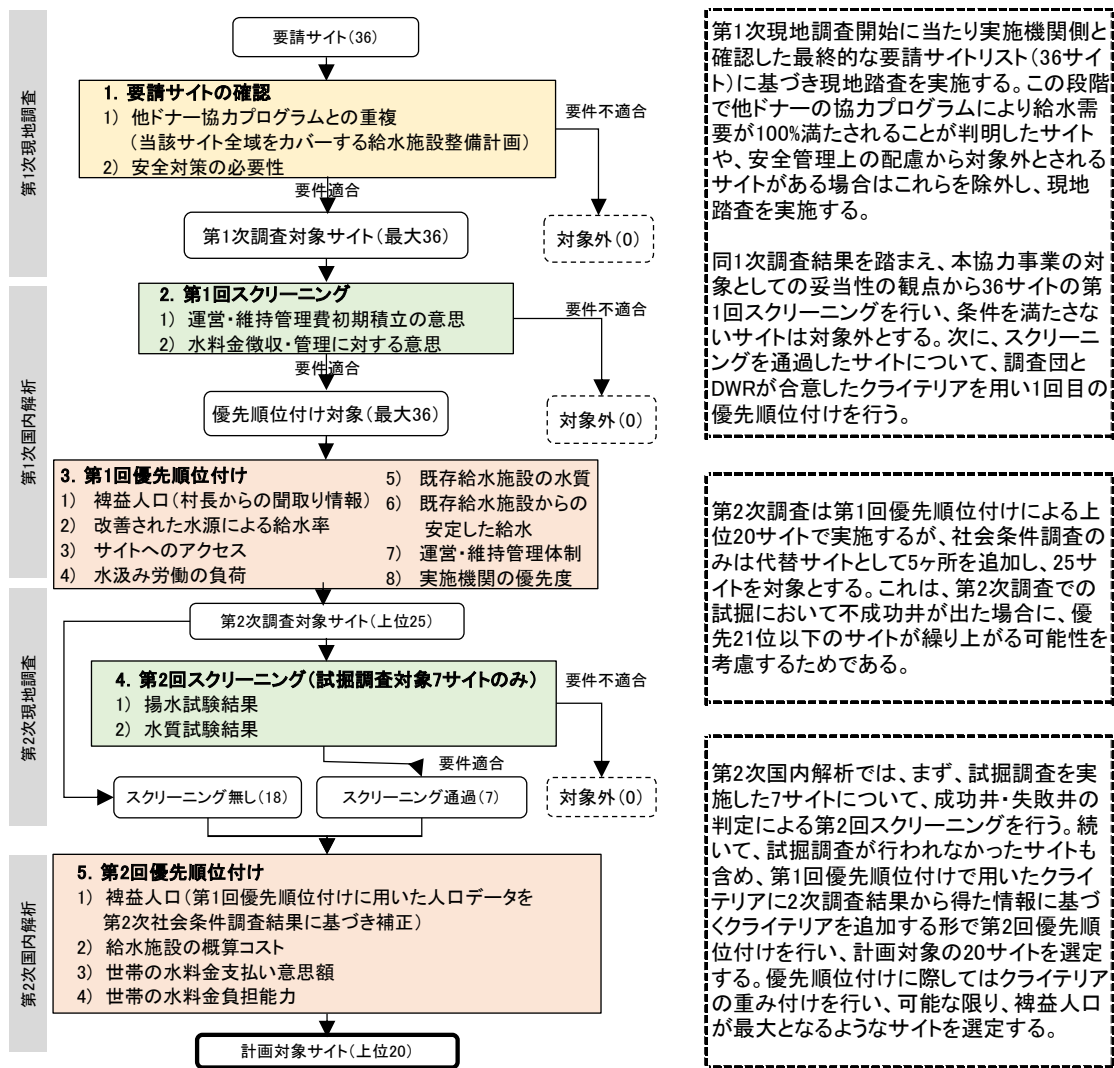 第1次現地調査
要請サイト(36)
1. 要請サイトの確認
1) 他ドナー協力プログラムとの重複
(当該サイト全域をカバーする給水施設整備計画)
2) 安全対策の必要性
要件不適合
要件適合
第1次調査対象サイト(最大36)
対象外(0)
第1次国内解析
2. 第1回スクリーニング
1) 運営・維持管理費初期積立の意思
2) 水料金徴収・管理に対する意思
要件不適合
要件適合
優先順位付け対象(最大36)
対象外(0)
3. 第1回優先順位付け
1) 裨益人口(村長からの聞取り情報)
2) 改善された水源による給水率
3) サイトへのアクセス
4) 水汲み労働の負荷
5) 既存給水施設の水質
6) 既存給水施設からの
安定した給水
7) 運営・維持管理体制
8) 実施機関の優先度
第2次現地調査
第2次調査対象サイト(上位25)
4. 第2回スクリーニング(試掘調査対象7サイトのみ)
1) 揚水試験結果
2) 水質試験結果
要件不適合
要件適合
スクリーニング無し(18)
スクリーニング通過(7)
対象外(0)
第2次国内解析
5. 第2回優先順位付け
1) 裨益人口(第1回優先順位付けに用いた人口データを
第2次社会条件調査結果に基づき補正)
2) 給水施設の概算コスト
3) 世帯の水料金支払い意思額
4) 世帯の水料金負担能力
計画対象サイト(上位20)
第1次現地調査開始に当たり実施機関側と
確認した最終的な要請サイトリスト(36サイ
ト)に基づき現地踏査を実施する。この段階
で他ドナーの協力プログラムにより給水需
要が100%満たされることが判明したサイト
や、安全管理上の配慮から対象外とされる
サイトがある場合はこれらを除外し、現地
踏査を実施する。
同1次調査結果を踏まえ、本協力事業の対
象としての妥当性の観点から36サイトの第
1回スクリーニングを行い、条件を満たさな
いサイトは対象外とする。次に、スクリーニ
ングを通過したサイトについて、調査団と
DWRが合意したクライテリアを用い1回目の
優先順位付けを行う。
第2次調査は第1回優先順位付けによる上
位20サイトで実施するが、社会条件調査の
みは代替サイトとして5ヶ所を追加し、25サ
イトを対象とする。これは、第2次調査での
試掘において不成功井が出た場合に、優
先21位以下のサイトが繰り上がる可能性を
考慮するためである。
第2次国内解析では、まず、試掘調査を実
施した7サイトについて、成功井・失敗井の
判定による第2回スクリーニングを行う。続
いて、試掘調査が行われなかったサイトも
含め、第1回優先順位付けで用いたクライ
テリアに2次調査結果から得た情報に基づ
くクライテリアを追加する形で第2回優先順
位付けを行い、計画対象の20サイトを選定
する。優先順位付けに際してはクライテリア
の重み付けを行い、可能な限り、裨益人口
が最大となるようなサイトを選定する。